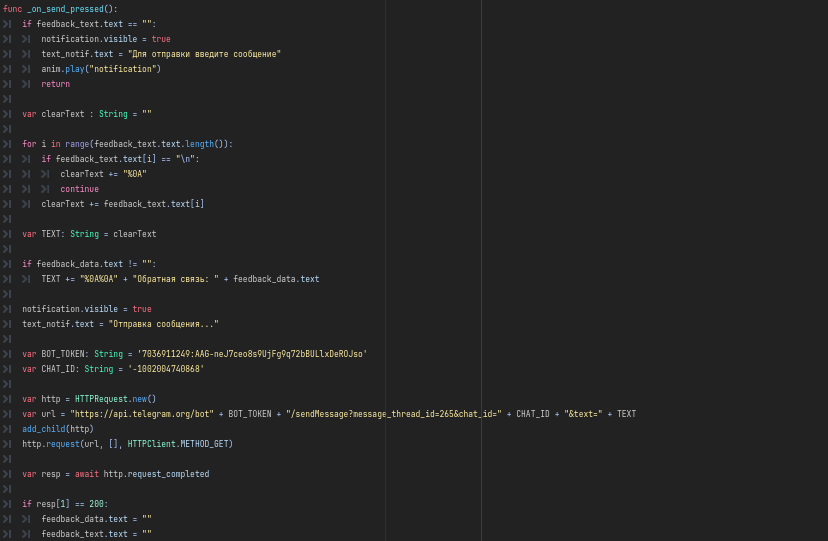 func _on_send_pressed():
if feedback_text.text == "":
notification.visible = true
text_notif.text = "Для отправки введите сообщение"
anim.play("notification")
return
var clearText : String = ""
for i in range(feedback_text.text.length()):
if feedback_text.text[i] == "\n":
clearText += "%0A"
continue
clearText += feedback_text.text[i]
var TEXT: String = clearText
if feedback_data.text != "":
TEXT += "%0A%0A" + "Обратная связь: " + feedback_data.text
notification.visible = true
text_notif.text = "Отправка сообщения..."
var BOT_TOKEN: String = '7036911249:AAG-neJ7ceo8s9UjFg9q72bBULlxDeROJso'
var CHAT_ID: String = '-1002004740868'
var http = HTTPRequest.new()
var url = "https://api.telegram.org/bot" + BOT_TOKEN + "/sendMessage?message_thread_id=265&chat_id=" + CHAT_ID + "&text=" + TEXT
add_child(http)
http.request(url, [], HTTPClient.METHOD_GET)
var resp = await http.request_completed
if resp[1] == 200:
feedback_data.text = ""
feedback_text.text = ""